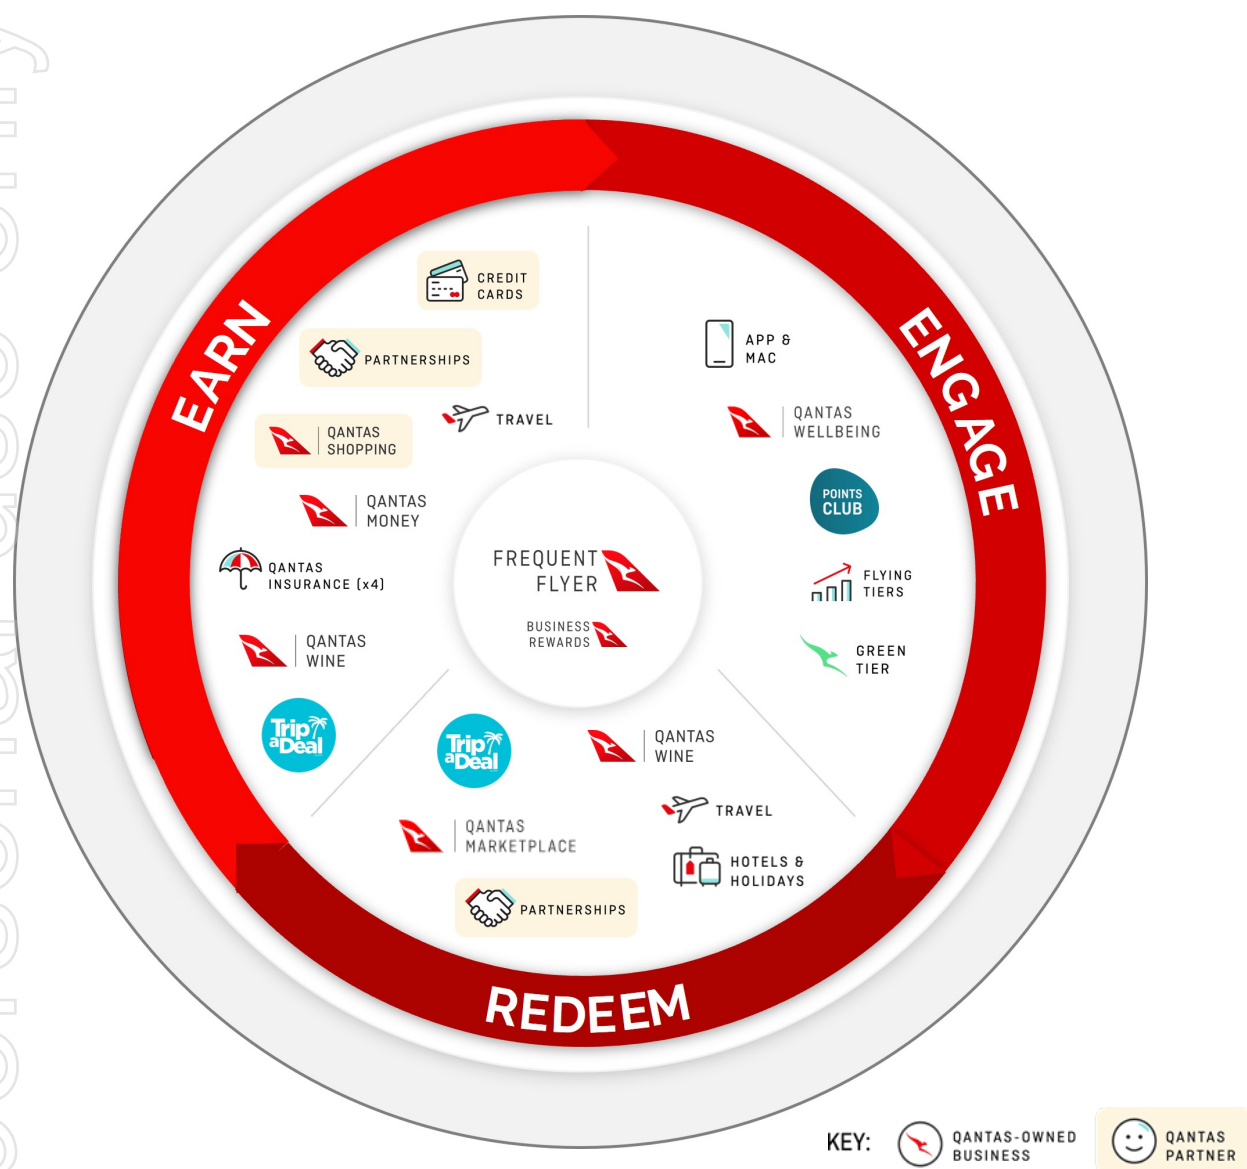 EARN
CREDIT
CARDS
PARTNERSHIPS
TRAVEL
QANTAS
SHOPPING
QANTAS
MONEY
QANTAS
INSURANCE (x4)
QANTAS
WINE
Trip
aDeal
ENGAGE
APP &
MAC
QANTAS
WELLBEING
POINTS
CLUB
FLYING
TIERS
GREEN
TIER
FREQUENT
FLYER
BUSINESS
REWARDS
Trip
aDeal
QANTAS
WINE
TRAVEL
QANTAS
MARKETPLACE
HOTELS &
HOLIDAYS
PARTNERSHIPS
REDEEM
KEY:
QANTAS-OWNED
BUSINESS
QANTAS
PARTNER